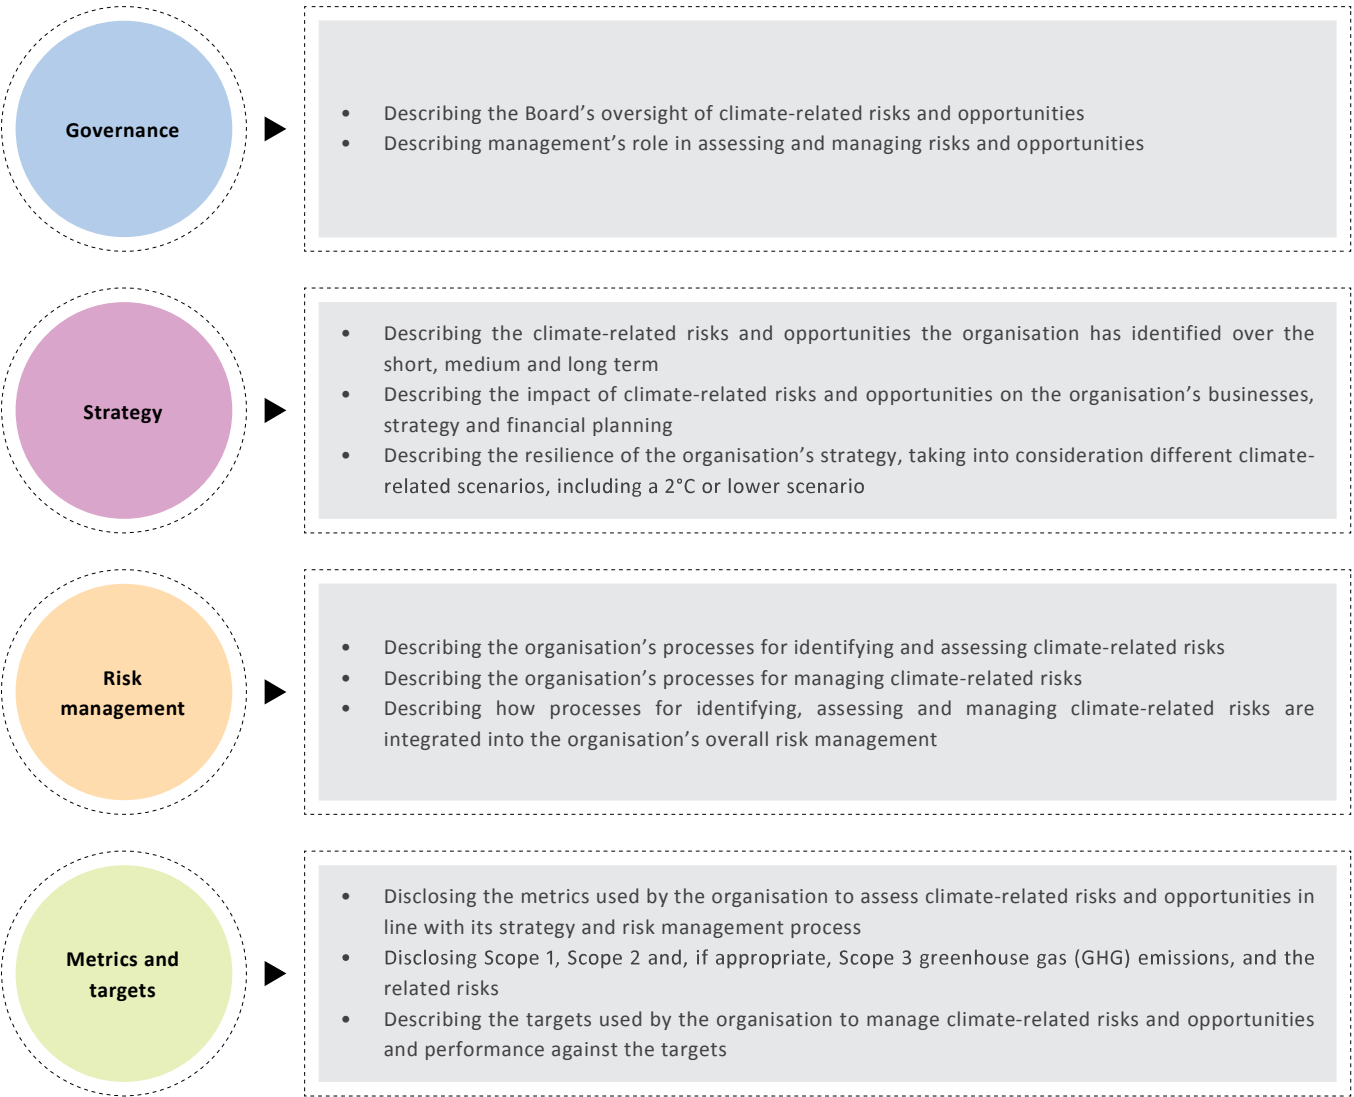 Governance
• Describing the Board’s oversight of climate-related risks and opportunities
• Describing management’s role in assessing and managing risks and opportunities
Strategy
• Describing the climate-related risks and opportunities the organisation has identified over the
short, medium and long term
• Describing the impact of climate-related risks and opportunities on the organisation’s businesses,
strategy and financial planning
• Describing the resilience of the organisation’s strategy, taking into consideration different climate-
related scenarios, including a 2°C or lower scenario
Risk
management
• Describing the organisation’s processes for identifying and assessing climate-related risks
• Describing the organisation’s processes for managing climate-related risks
• Describing how processes for identifying, assessing and managing climate-related risks are
integrated into the organisation’s overall risk management
Metrics and
targets
• Disclosing the metrics used by the organisation to assess climate-related risks and opportunities in
line with its strategy and risk management process
• Disclosing Scope 1, Scope 2 and, if appropriate, Scope 3 greenhouse gas (GHG) emissions, and the
related risks
• Describing the targets used by the organisation to manage climate-related risks and opportunities
and performance against the targets